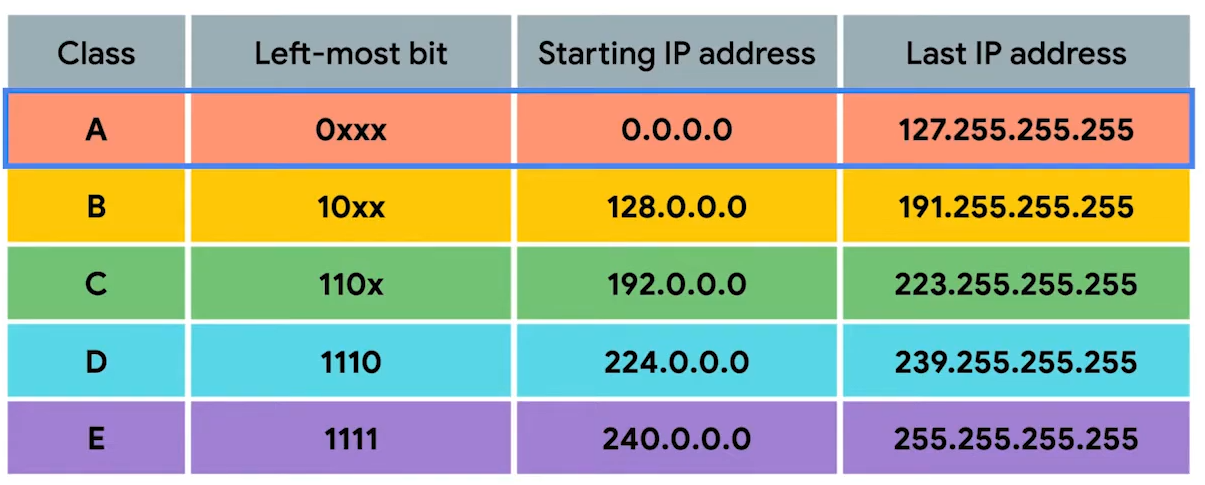 Class Left-most bit Starting IP address Last IP address
A 0xxx 0.0.0.0 127.255.255.255
B 10xx 128.0.0.0 191.255.255.255
C 110x 192.0.0.0 223.255.255.255
D 1110 224.0.0.0 239.255.255.255
E 1111 240.0.0.0 255.255.255.255